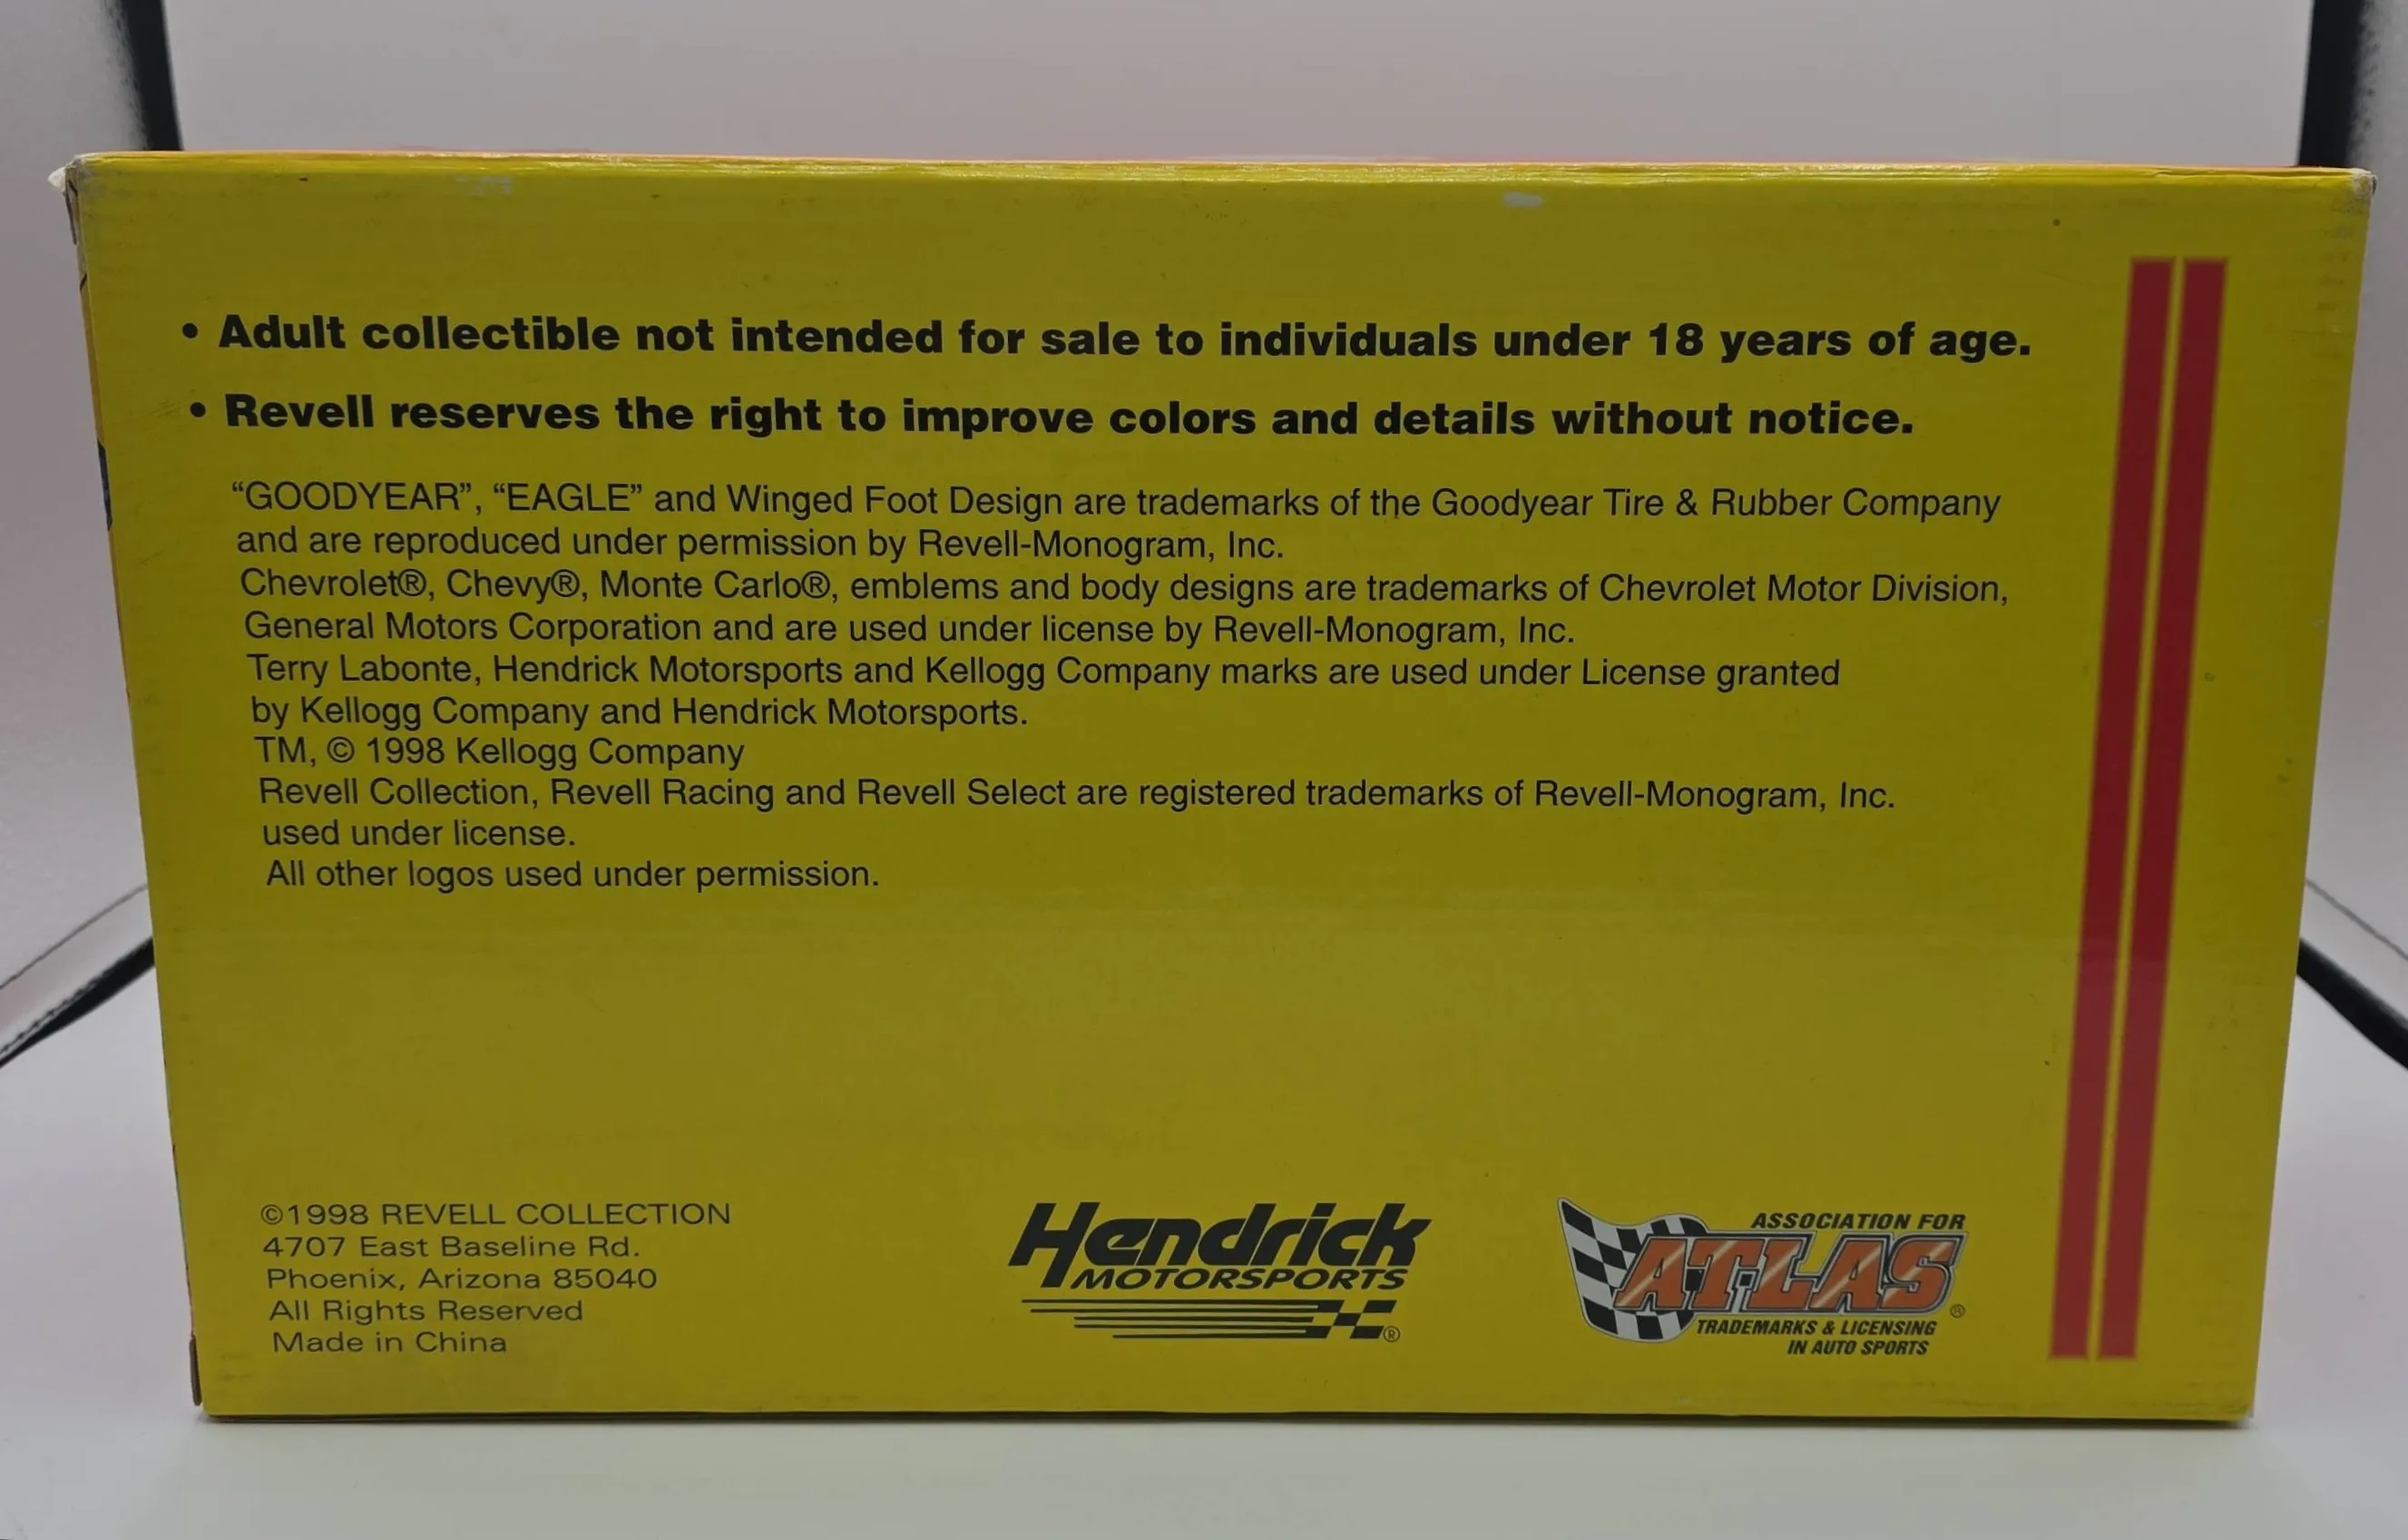 • Adult collectible not intended for sale to individuals under 18 years of age.
• Revell reserves the right to improve colors and details without notice.
“GOODYEAR”, “EAGLE” and Winged Foot Design are trademarks of the Goodyear Tire & Rubber Company
and are reproduced under permission by Revell-Monogram, Inc.
Chevrolet®, Chevy®, Monte Carlo®, emblems and body designs are trademarks of Chevrolet Motor Division,
General Motors Corporation and are used under license by Revell-Monogram, Inc.
Terry Labonte, Hendrick Motorsports and Kellogg Company marks are used under License granted
by Kellogg Company and Hendrick Motorsports.
TM, © 1998 Kellogg Company
Revell Collection, Revell Racing and Revell Select are registered trademarks of Revell-Monogram, Inc.
used under license.
All other logos used under permission.
©1998 REVELL COLLECTION
4707 East Baseline Rd.
Phoenix, Arizona 85040
All Rights Reserved
Made in China
Hendrick
MOTORSPORTS
®
ASSOCIATION FOR
ATLAS
®
TRADEMARKS & LICENSING
IN AUTO SPORTS